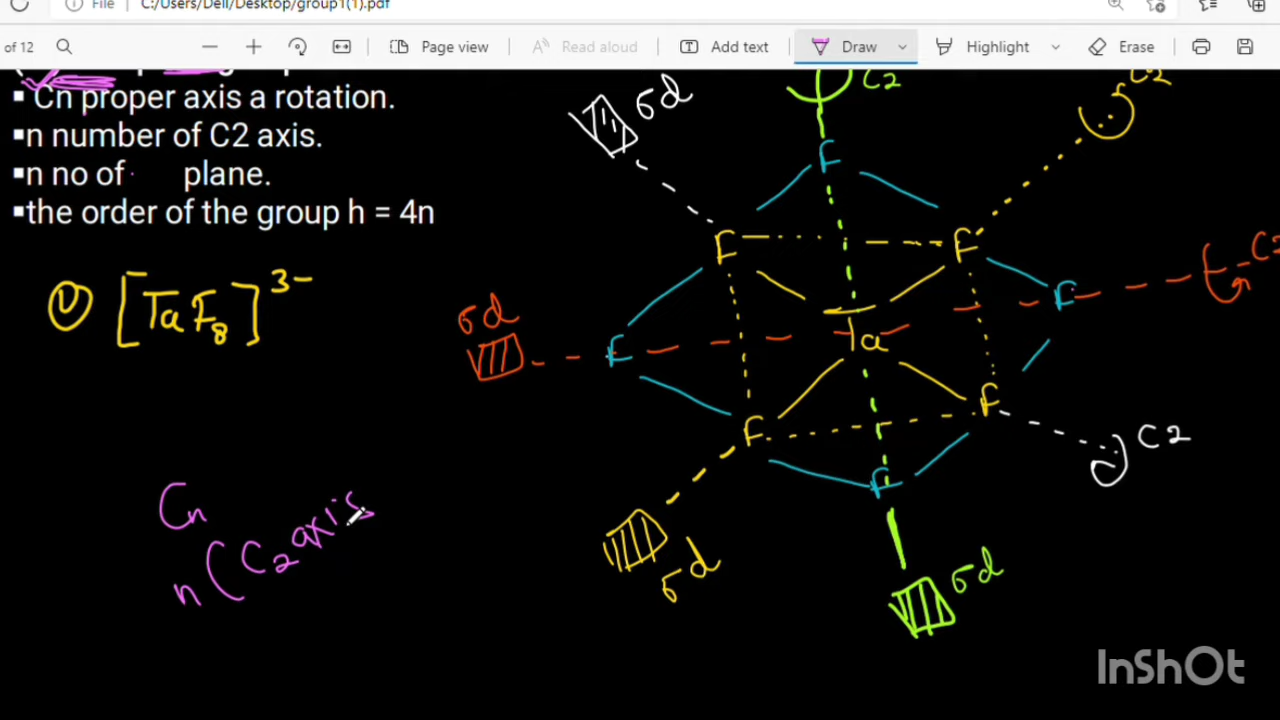 File C:/Users/Dell/Desktop/group1(1).pdf
of 12 Page view Read aloud Add text Draw Highlight Erase
▪Cn proper axis a rotation.
▪n number of C2 axis.
▪n no of plane.
▪the order of the group h = 4n
① [TaF8]3-
Cn
n (C2 axis
σd
C2
C2
F
F
F
C2
F
σd
F
Ta
F
F
C2
F
σd
σd
InShOt